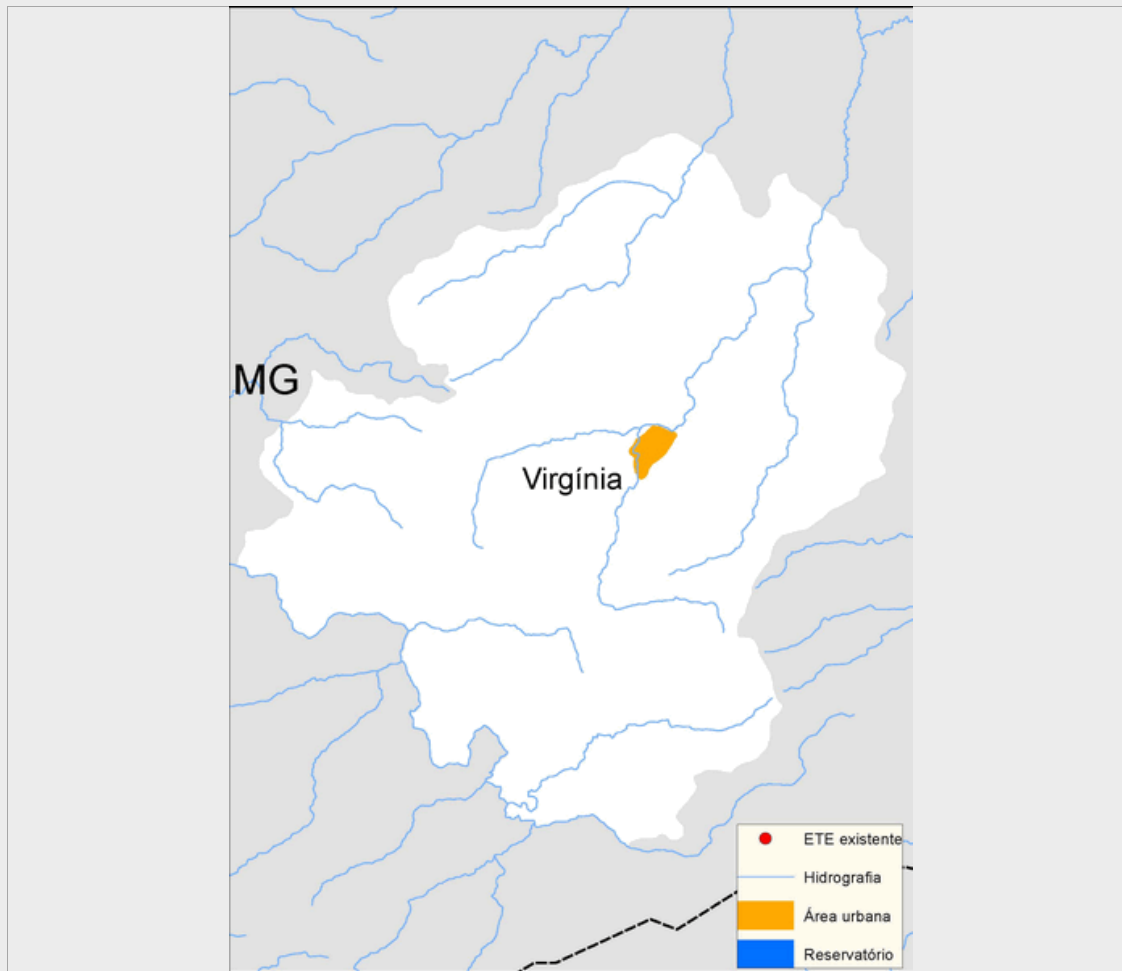 MG
Virgínia
ETE existente
Hidrografia
Área urbana
Reservatório